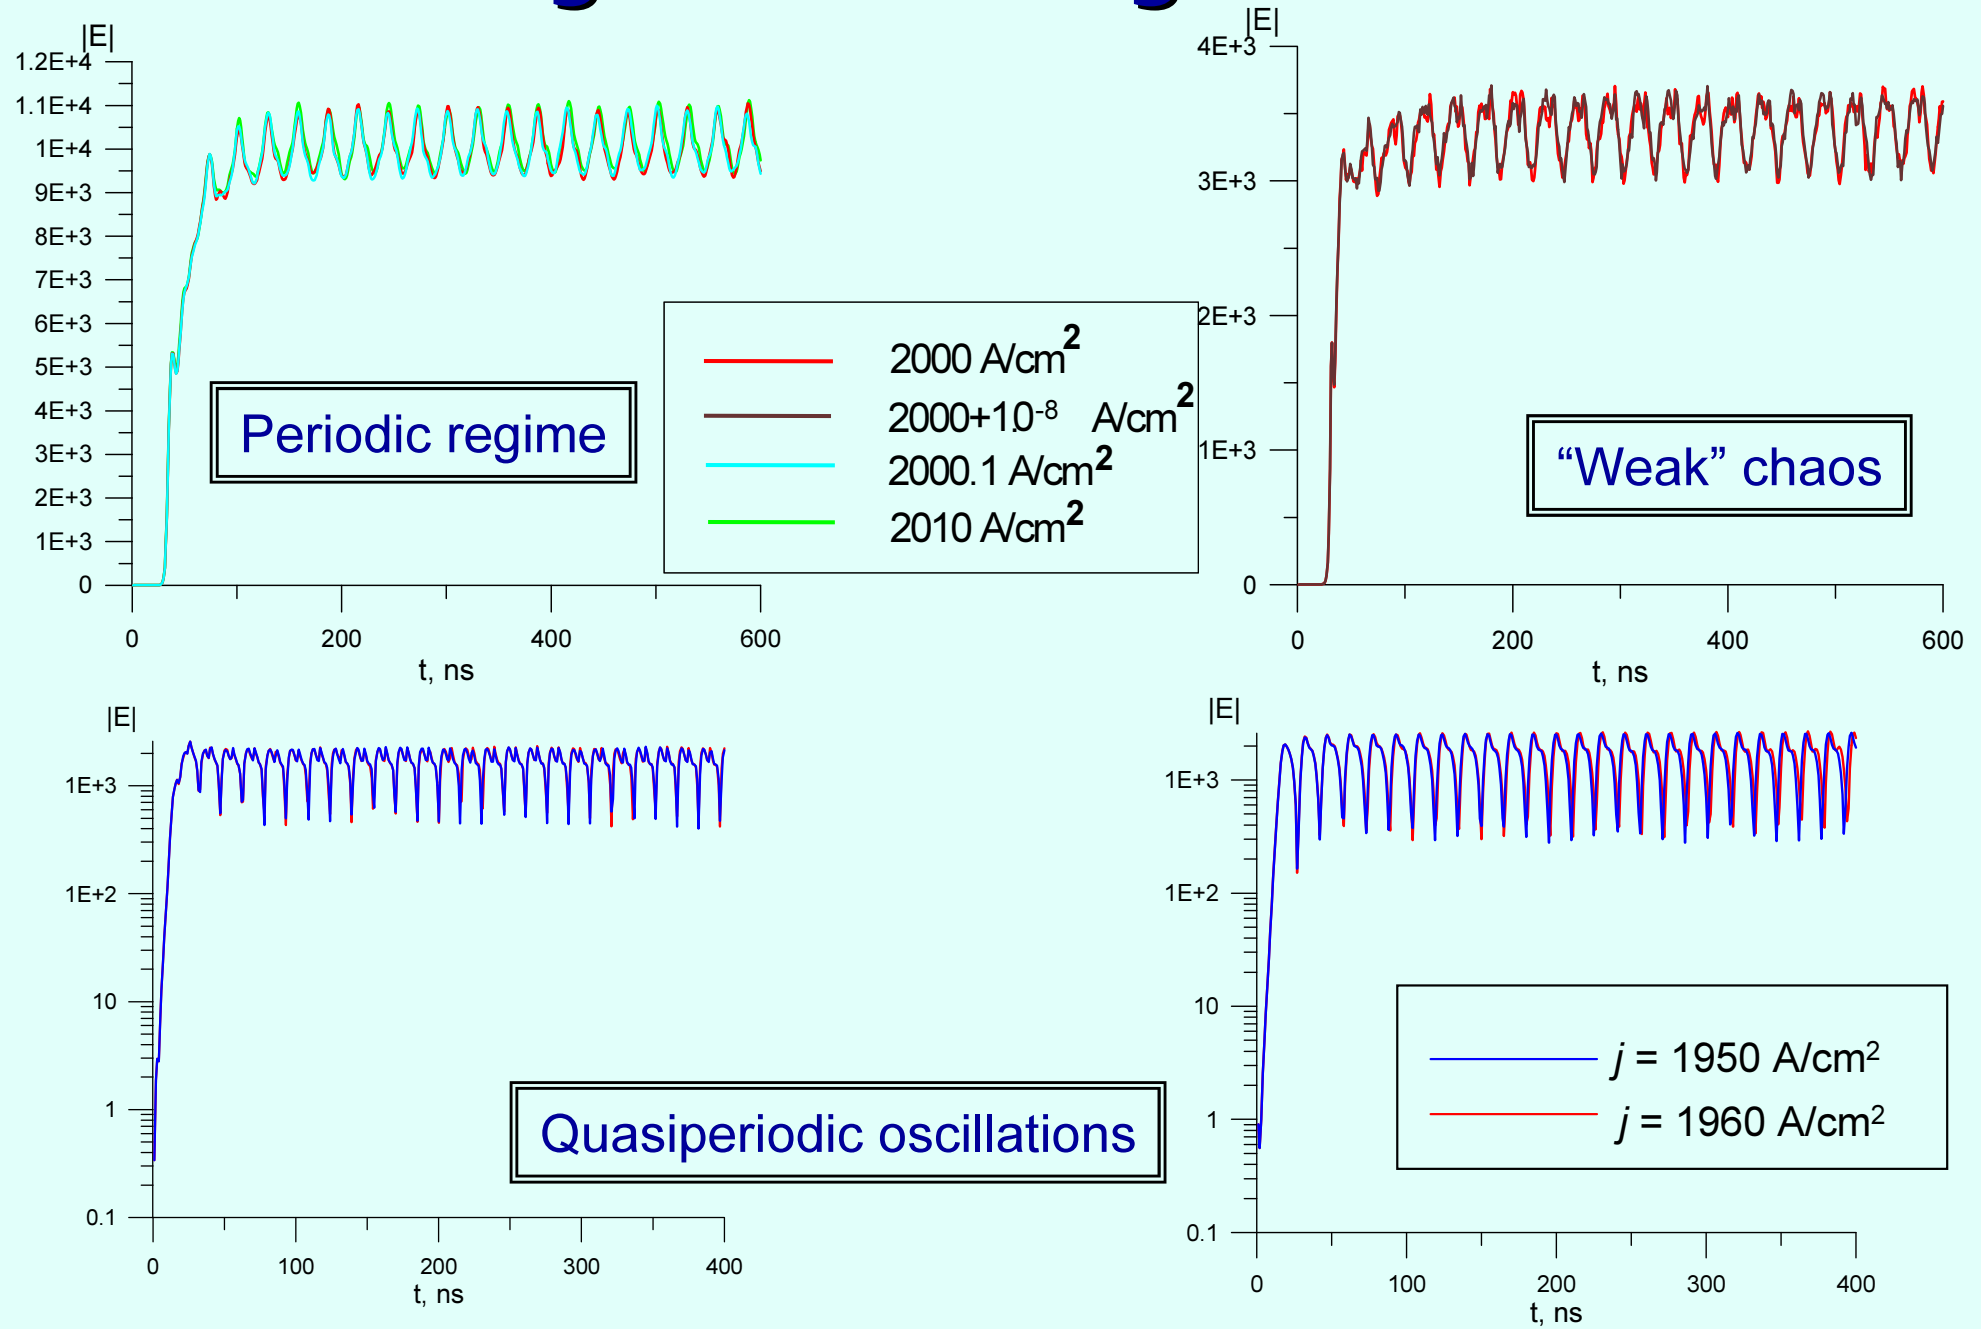 |E|
1.2E+4
1.1E+4
1E+4
9E+3
8E+3
7E+3
6E+3
5E+3
4E+3
3E+3
2E+3
1E+3
0
0 200 400 600
t, ns
Periodic regime
2000 A/cm²
2000+10⁻⁸ A/cm²
2000.1 A/cm²
2010 A/cm²
|E|
4E+3
3E+3
2E+3
1E+3
0
0 200 400 600
t, ns
“Weak” chaos
|E|
1E+3
1E+2
10
1
0.1
0 100 200 300 400
t, ns
Quasiperiodic oscillations
|E|
1E+3
1E+2
10
1
0.1
0 100 200 300 400
t, ns
j = 1950 A/cm²
j = 1960 A/cm²